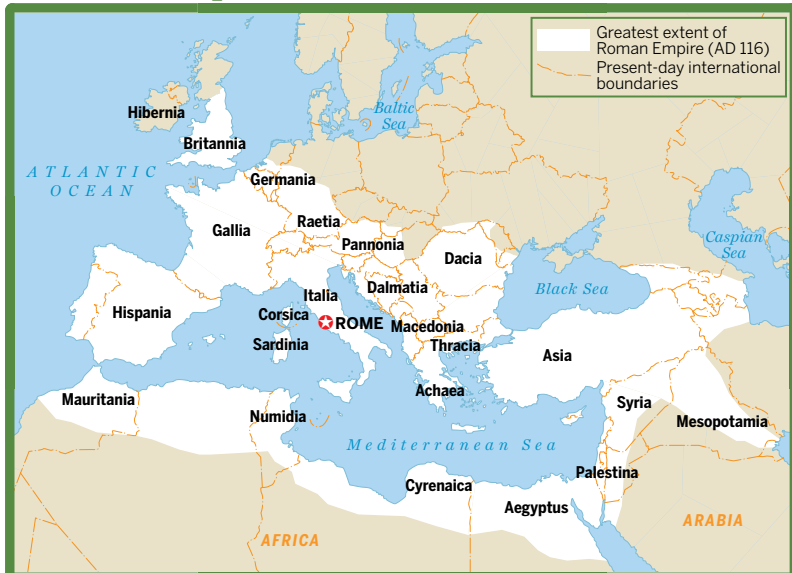 Greatest extent of
Roman Empire (AD 116)
Present-day international
boundaries
Hibernia
Baltic
Sea
Britannia
ATLANTIC
OCEAN
Germania
Raetia
Gallia
Pannonia
Dacia
Caspian
Sea
Dalmatia
Black Sea
Italia
Hispania
Corsica
ROME
Macedonia
Sardinia
Thracia
Asia
Achaea
Mauritania
Numidia
Syria
Mesopotamia
Mediterranean Sea
Palestina
Cyrenaica
Aegyptus
ARABIA
AFRICA